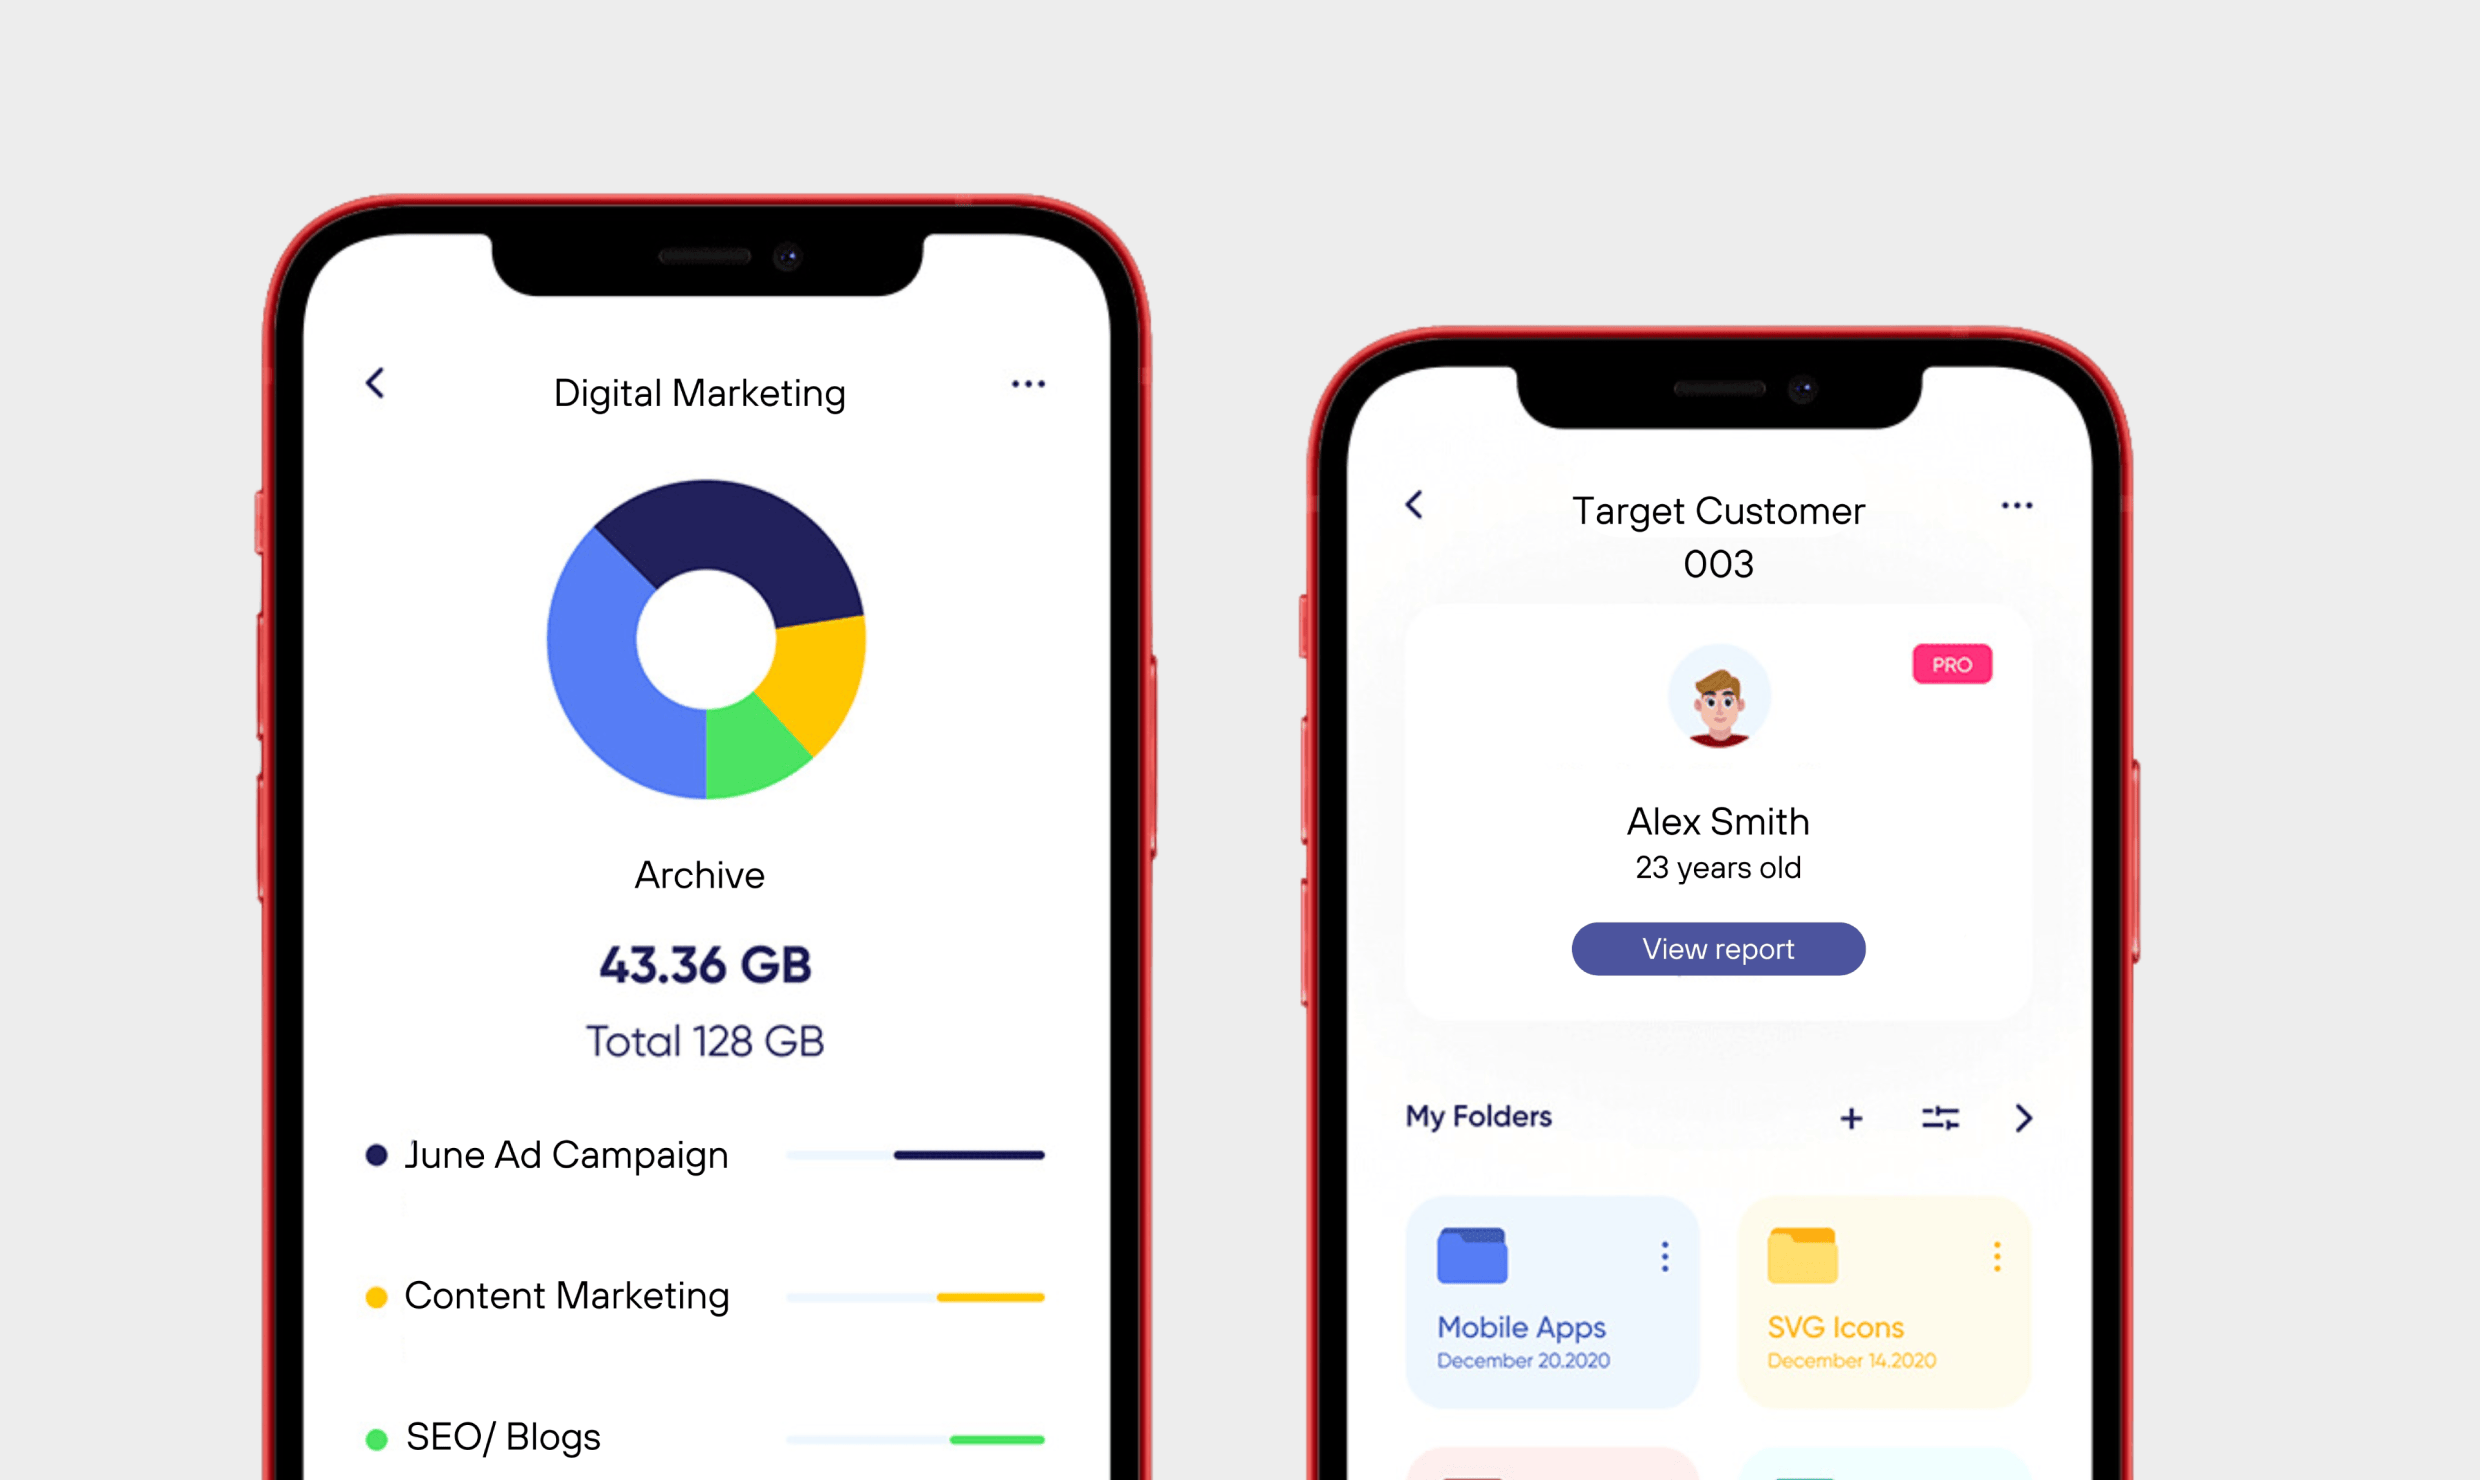 Digital Marketing
Archive
43.36 GB
Total 128 GB
June Ad Campaign
Content Marketing
SEO/ Blogs
Target Customer
003
PRO
Alex Smith
23 years old
View report
My Folders
Mobile Apps
December 20.2020
SVG Icons
December 14.2020